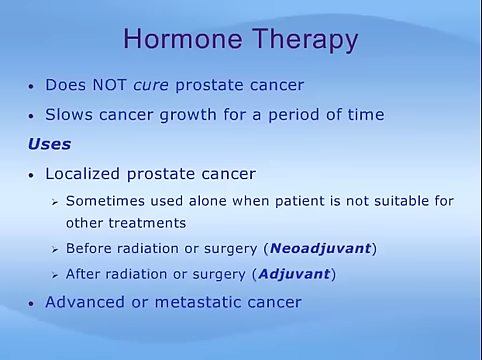 Hormone Therapy
• Does NOT cure prostate cancer
• Slows cancer growth for a period of time
Uses
• Localized prostate cancer
➢ Sometimes used alone when patient is not suitable for
other treatments
➢ Before radiation or surgery (Neoadjuvant)
➢ After radiation or surgery (Adjuvant)
• Advanced or metastatic cancer